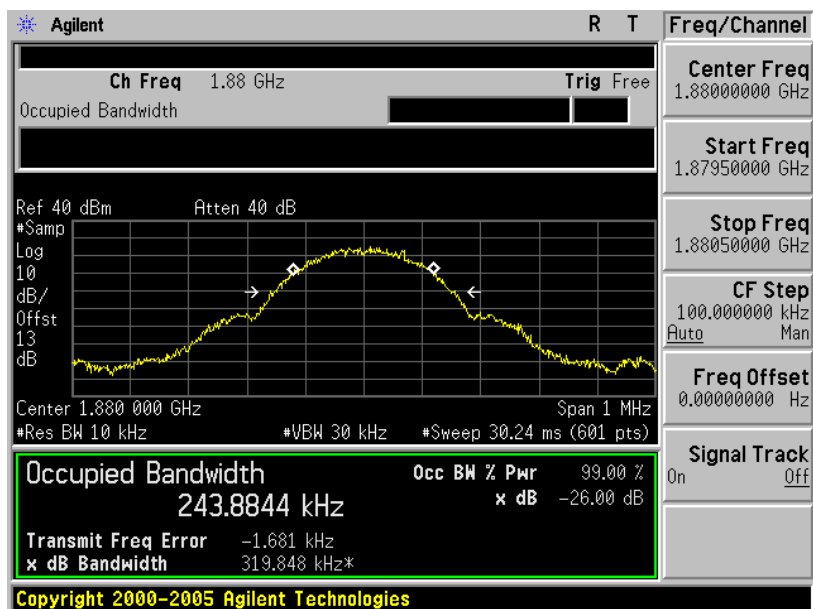 Agilent R T
Freq/Channel
Ch Freq 1.88 GHz Trig Free
Occupied Bandwidth
Center Freq
1.88000000 GHz
Start Freq
1.87950000 GHz
Stop Freq
1.88050000 GHz
CF Step
100.000000 kHz
Auto Man
Freq Offset
0.00000000 Hz
Signal Track
On Off
Ref 40 dBm Atten 40 dB
#Samp
Log
10
dB/
Offst
13
dB
Center 1.880 000 GHz Span 1 MHz
#Res BW 10 kHz #VBW 30 kHz #Sweep 30.24 ms (601 pts)
Occupied Bandwidth
243.8844 kHz
Occ BW % Pwr 99.00 %
x dB -26.00 dB
Transmit Freq Error -1.681 kHz
x dB Bandwidth 319.848 kHz*
Copyright 2000-2005 Agilent Technologies